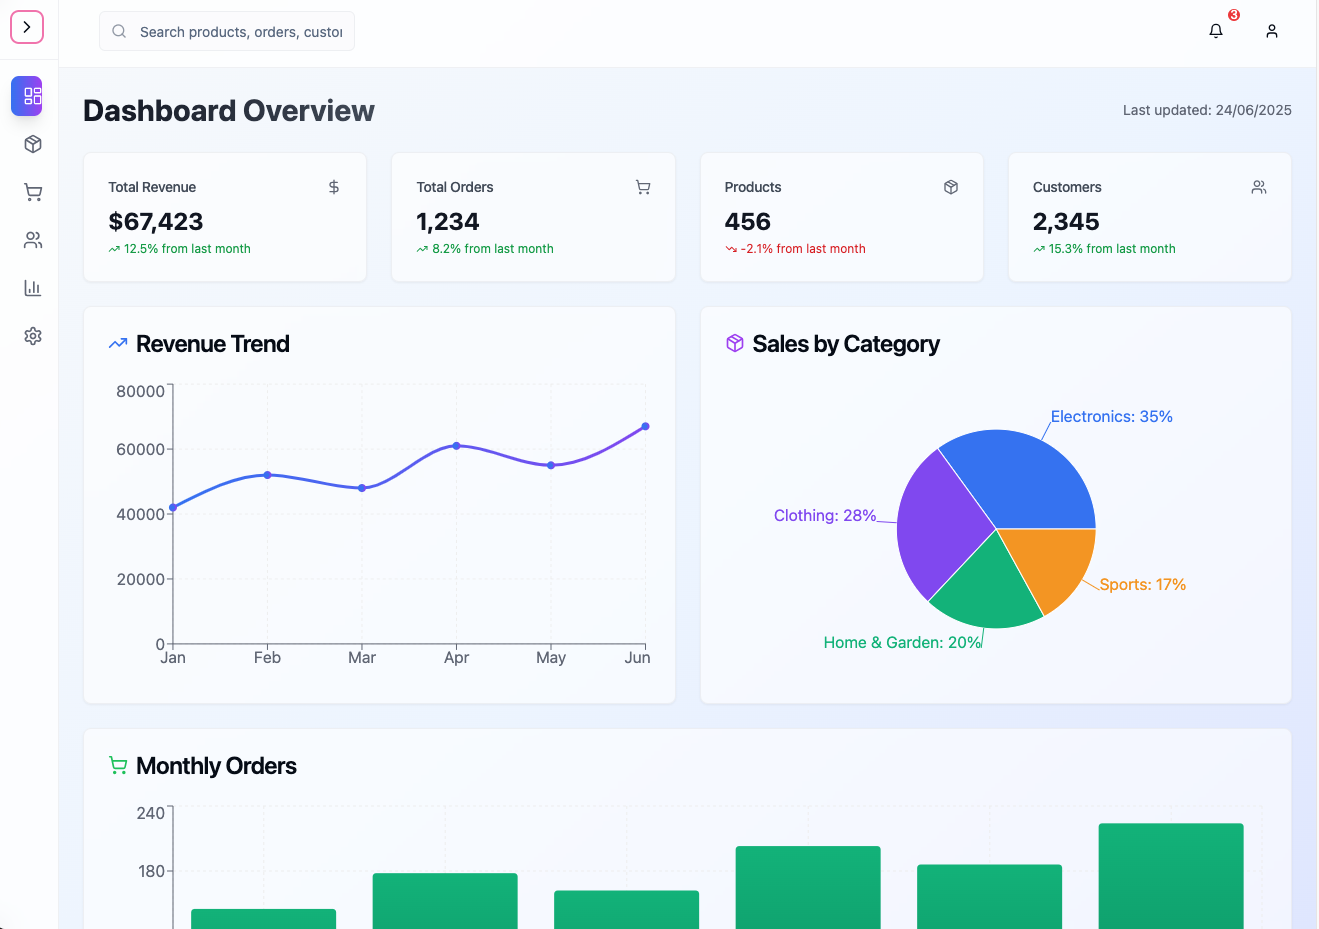 Search products, orders, custor
3
Dashboard Overview
Last updated: 24/06/2025
Total Revenue
$67,423
12.5% from last month
Total Orders
1,234
8.2% from last month
Products
456
-2.1% from last month
Customers
2,345
15.3% from last month
Revenue Trend
80000
60000
40000
20000
0
Jan Feb Mar Apr May Jun
Sales by Category
Electronics: 35%
Clothing: 28%
Sports: 17%
Home & Garden: 20%
Monthly Orders
240
180